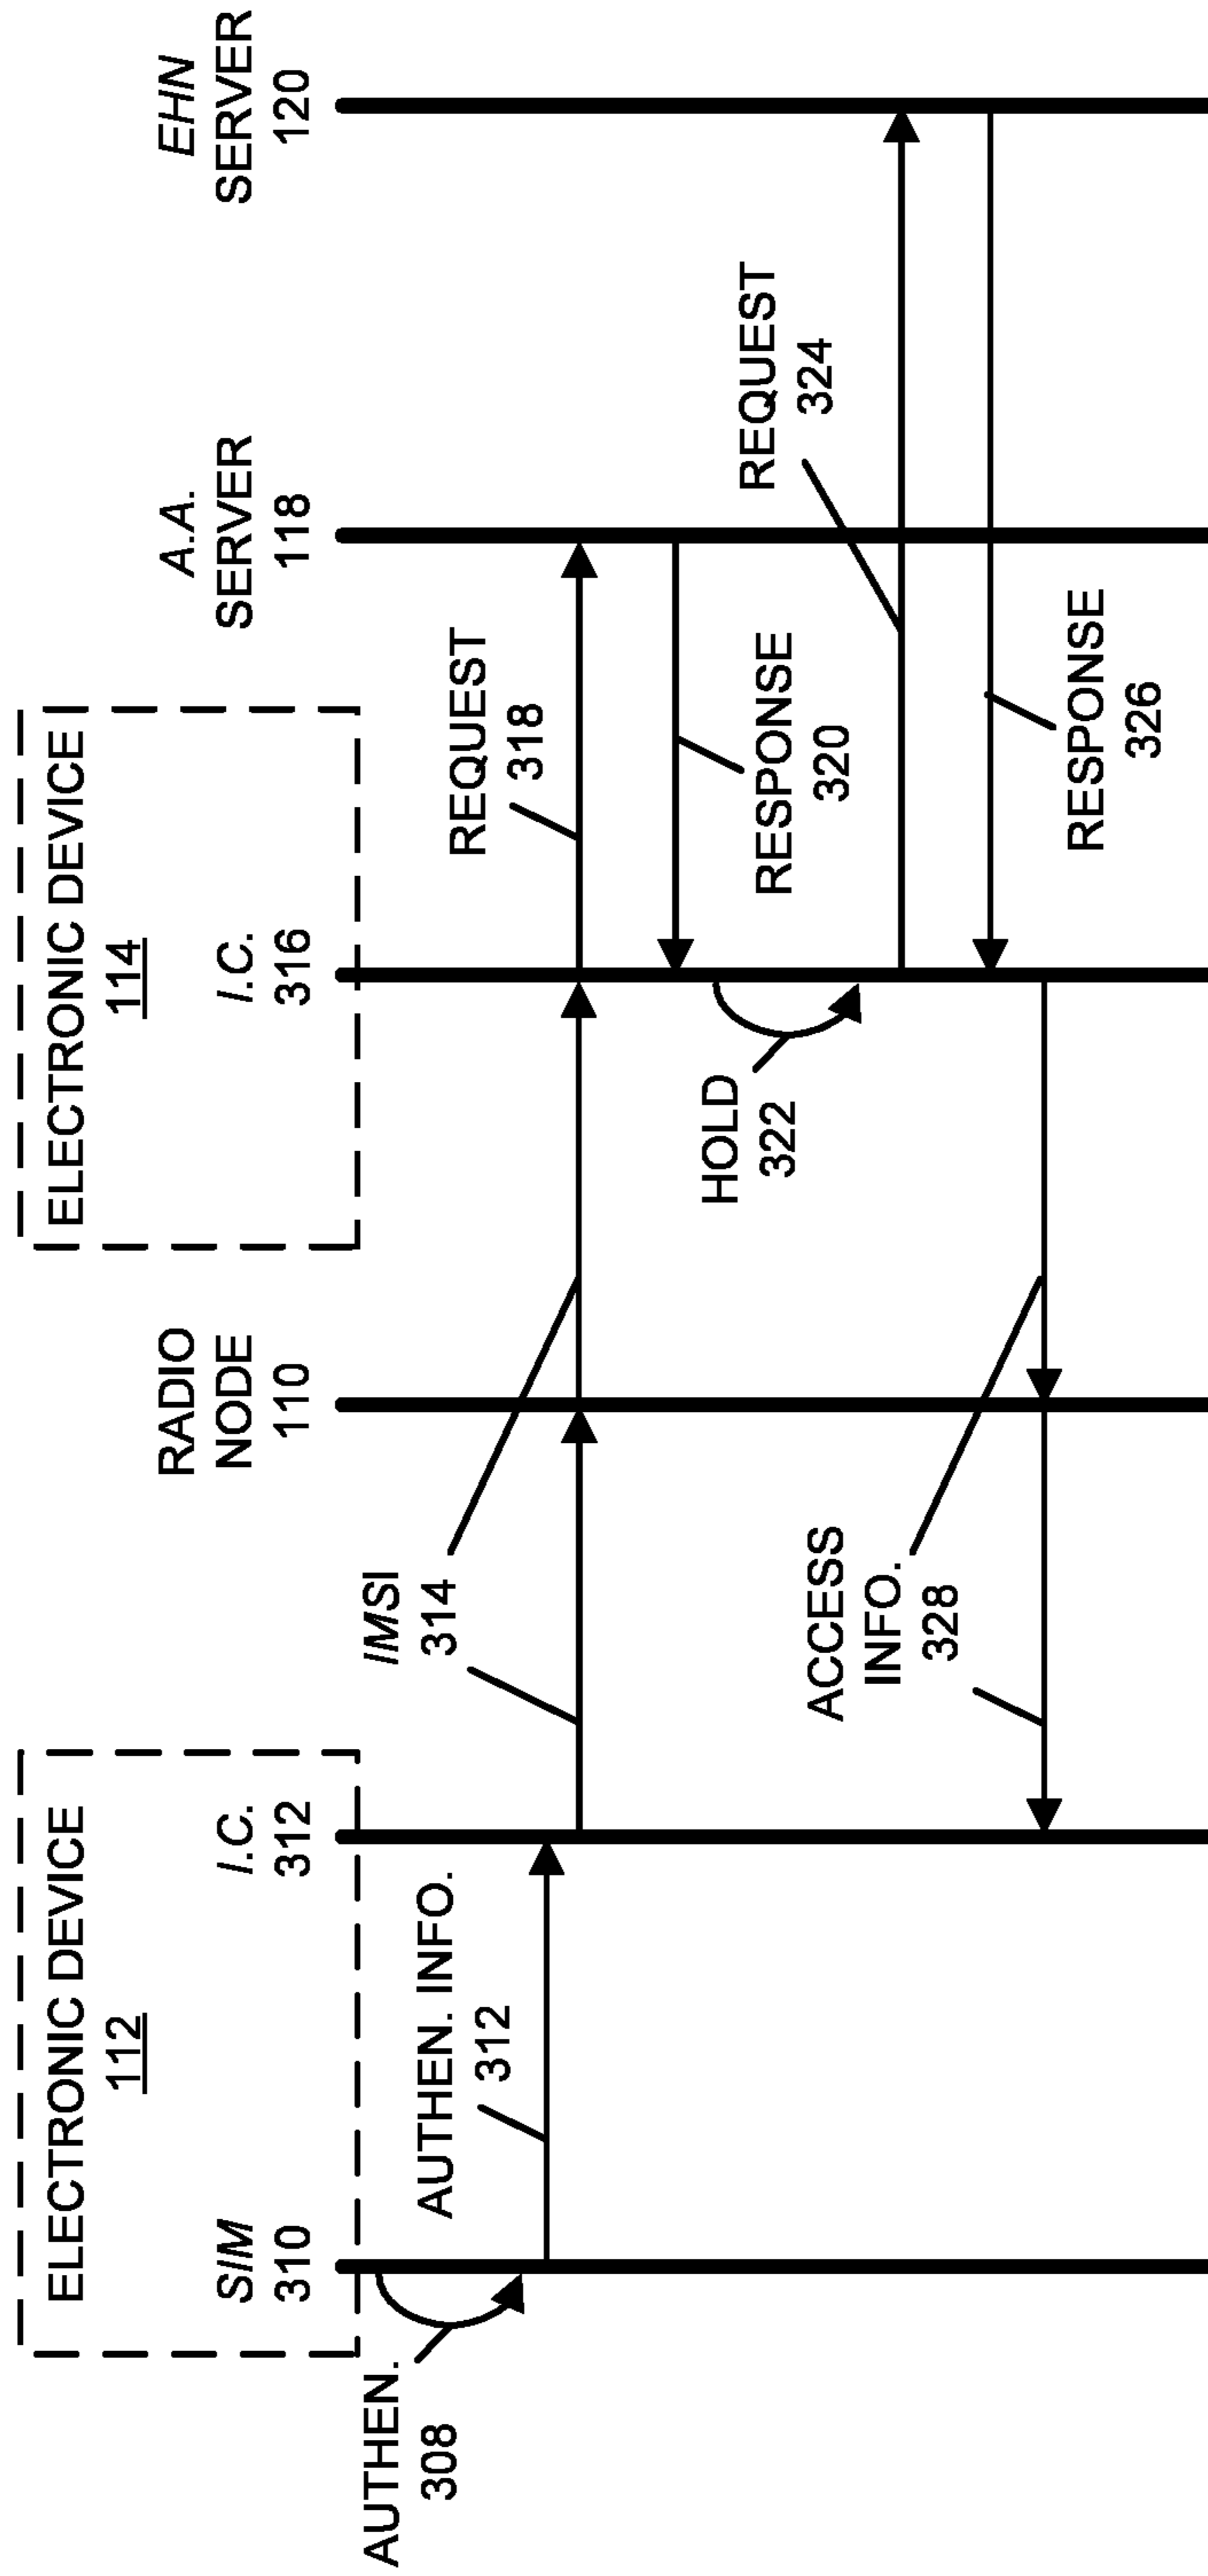 ELECTRONIC DEVICE
112
SIM
310
I.C.
312
RADIO
NODE
110
ELECTRONIC DEVICE
114
I.C.
316
A.A.
SERVER
118
EHN
SERVER
120
AUTHEN.
308
AUTHEN. INFO.
312
IMSI
314
REQUEST
318
RESPONSE
320
HOLD
322
REQUEST
324
RESPONSE
326
ACCESS
INFO.
328